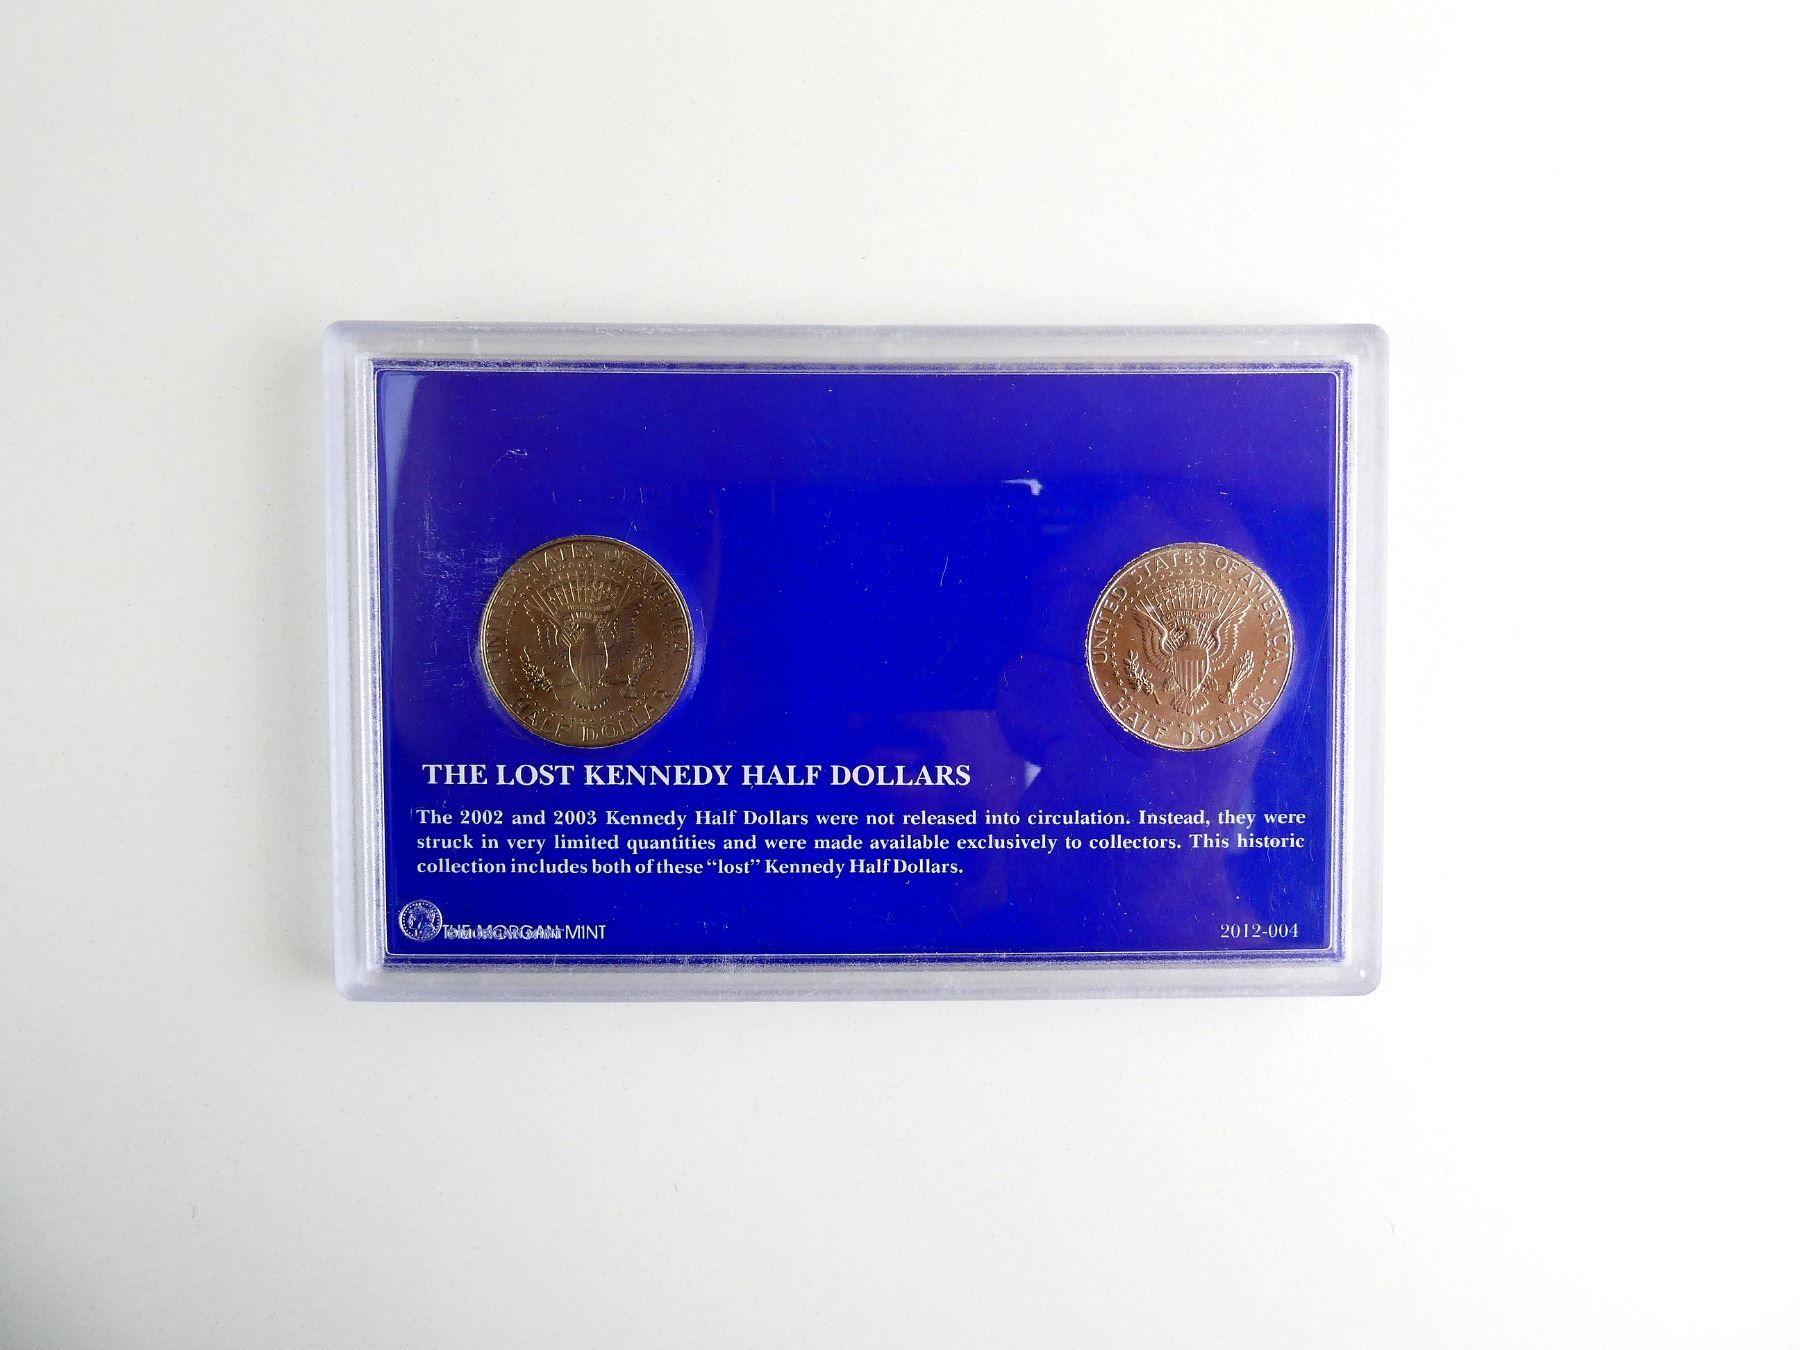 UNITED STATES OF AMERICA
HALF DOLLAR
UNITED STATES OF AMERICA
HALF DOLLAR
THE LOST KENNEDY HALF DOLLARS
The 2002 and 2003 Kennedy Half Dollars were not released into circulation. Instead, they were
struck in very limited quantities and were made available exclusively to collectors. This historic
collection includes both of these “lost” Kennedy Half Dollars.
THE MORGAN MINT
2012-004